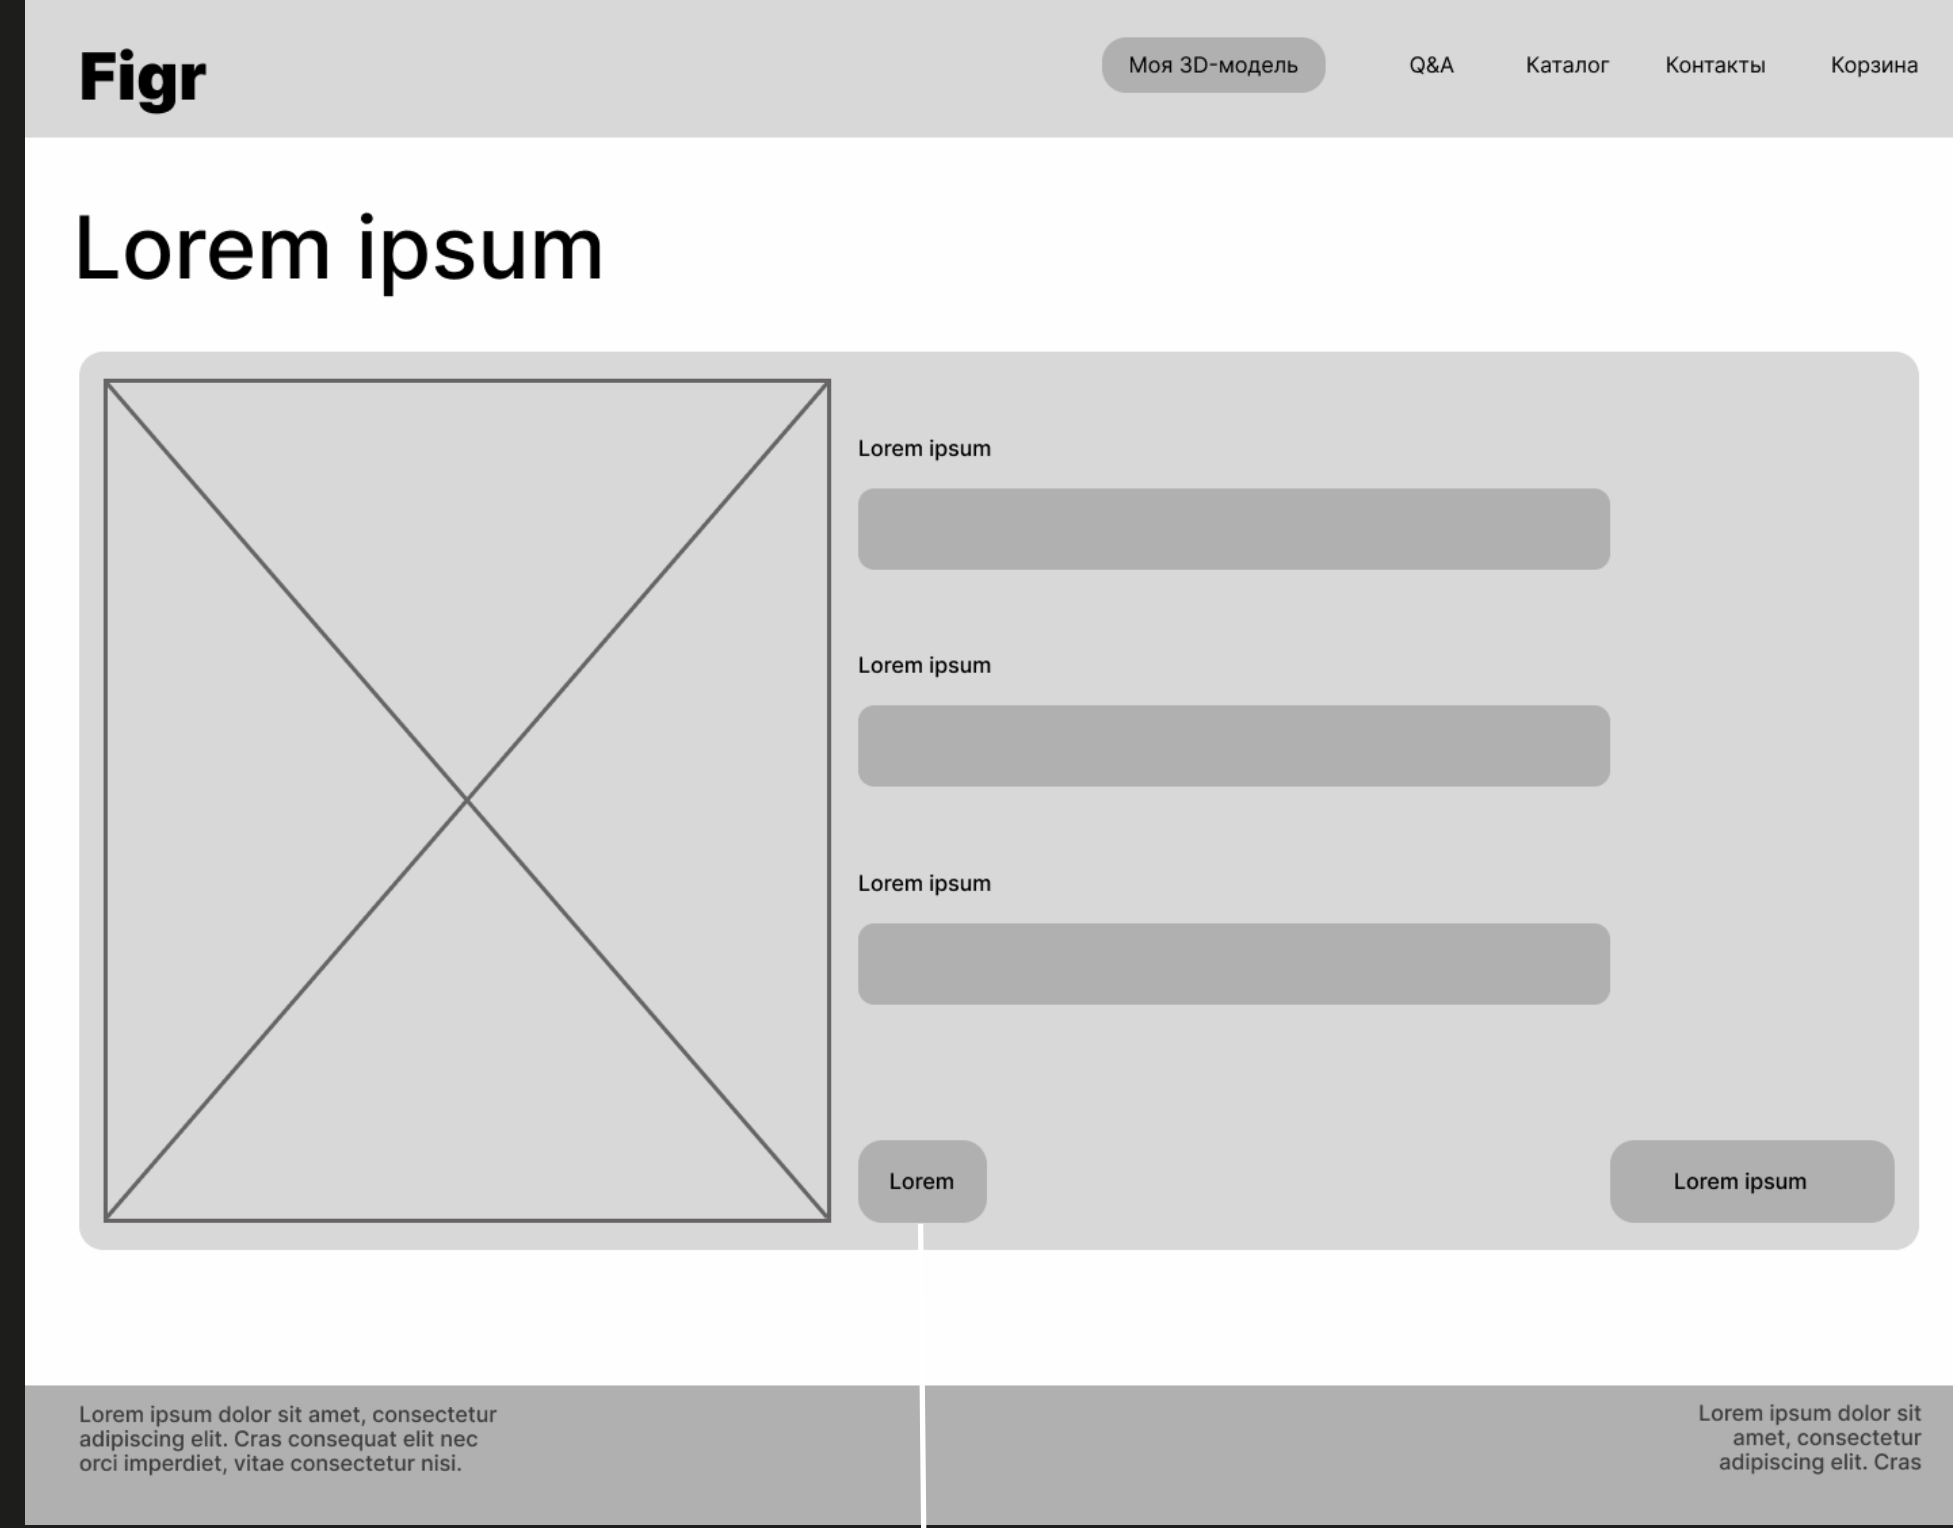 Figr
Моя 3D-модель
Q&A
Каталог
Контакты
Корзина
Lorem ipsum
Lorem ipsum
Lorem ipsum
Lorem ipsum
Lorem
Lorem ipsum
Lorem ipsum dolor sit amet, consectetur
adipiscing elit. Cras consequat elit nec
orci imperdiet, vitae consectetur nisi.
Lorem ipsum dolor sit
amet, consectetur
adipiscing elit. Cras